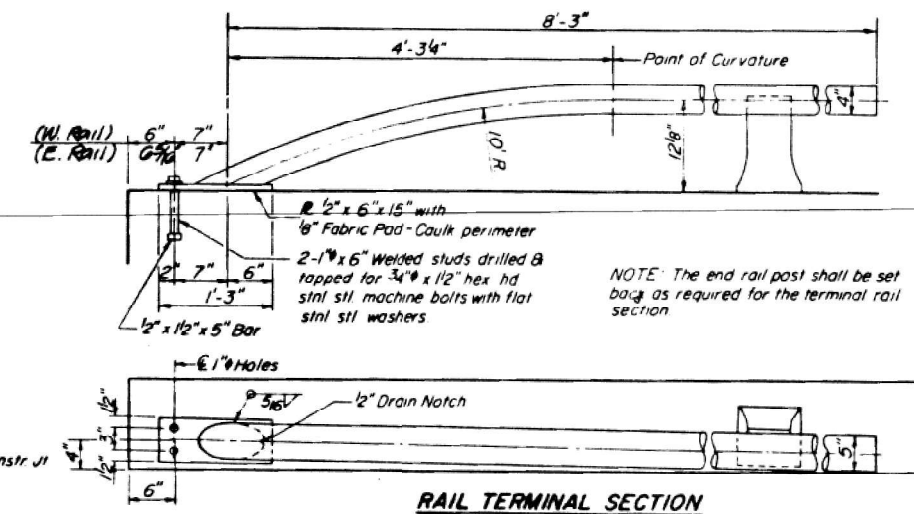 8'-3"
4'-3¼"
Point of Curvature
4"
(W. Rail) 6" 7"
(E. Rail) 7"
10' R
12⅛"
℞ ½" x 6" x 15" with
⅛" Fabric Pad - Caulk perimeter
2-1"ϕ x 6" Welded studs drilled &
tapped for ¾"ϕ x 1½" hex hd
stnl stl. machine bolts with flat
stnl stl washers.
2" 7" 6"
1'-3"
½" x 1½" x 5" Bar
NOTE: The end rail post shall be set
back as required for the terminal rail
section
℄ 1"ϕ Holes
5/16
½" Drain Notch
1½"
3"
4"
1½"
5"
nstr. Jt
6"
RAIL TERMINAL SECTION